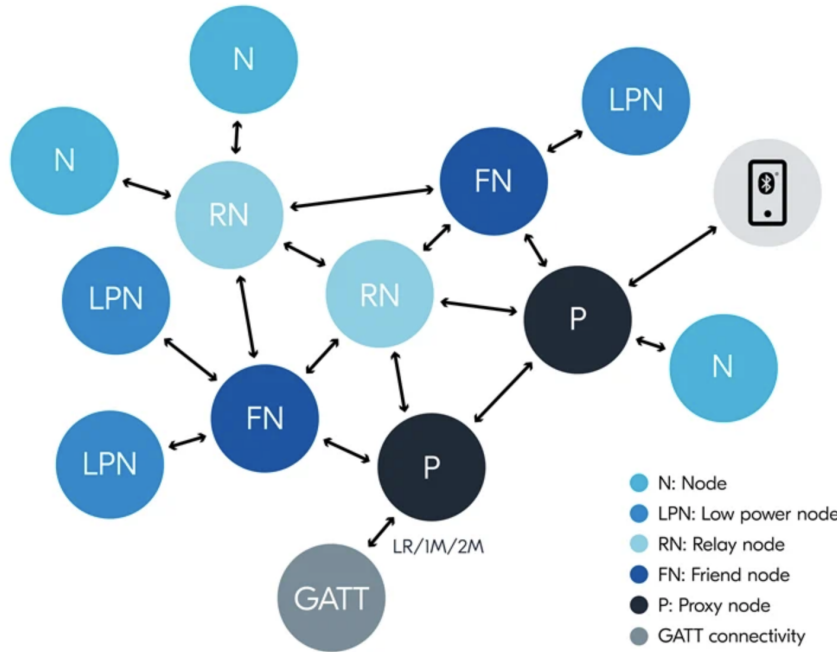 N
LPN
N
FN
RN
LPN
RN
P
N
FN
LPN
P
LR/1M/2M
GATT
N: Node
LPN: Low power node
RN: Relay node
FN: Friend node
P: Proxy node
GATT connectivity